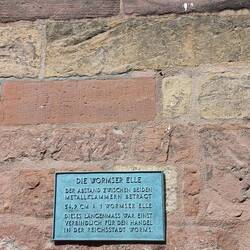 DIE WORMSER ELLE
DER ABSTAND ZWISCHEN BEIDEN
METALLKLAMMERN BETRÄGT
54,9 CM = 1 WORMSER ELLE
DIESES LÄNGENMASS WAR EINST
VERBINDLICH FÜR DEN HANDEL
IN DER REICHSSTADT WORMS